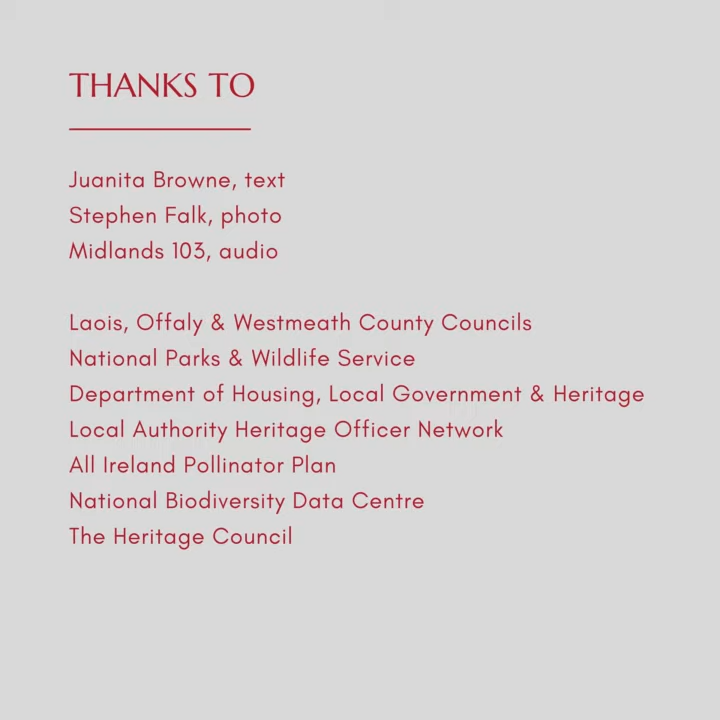 THANKS TO
Juanita Browne, text
Stephen Falk, photo
Midlands 103, audio
Laois, Offaly & Westmeath County Councils
National Parks & Wildlife Service
Department of Housing, Local Government & Heritage
Local Authority Heritage Officer Network
All Ireland Pollinator Plan
National Biodiversity Data Centre
The Heritage Council